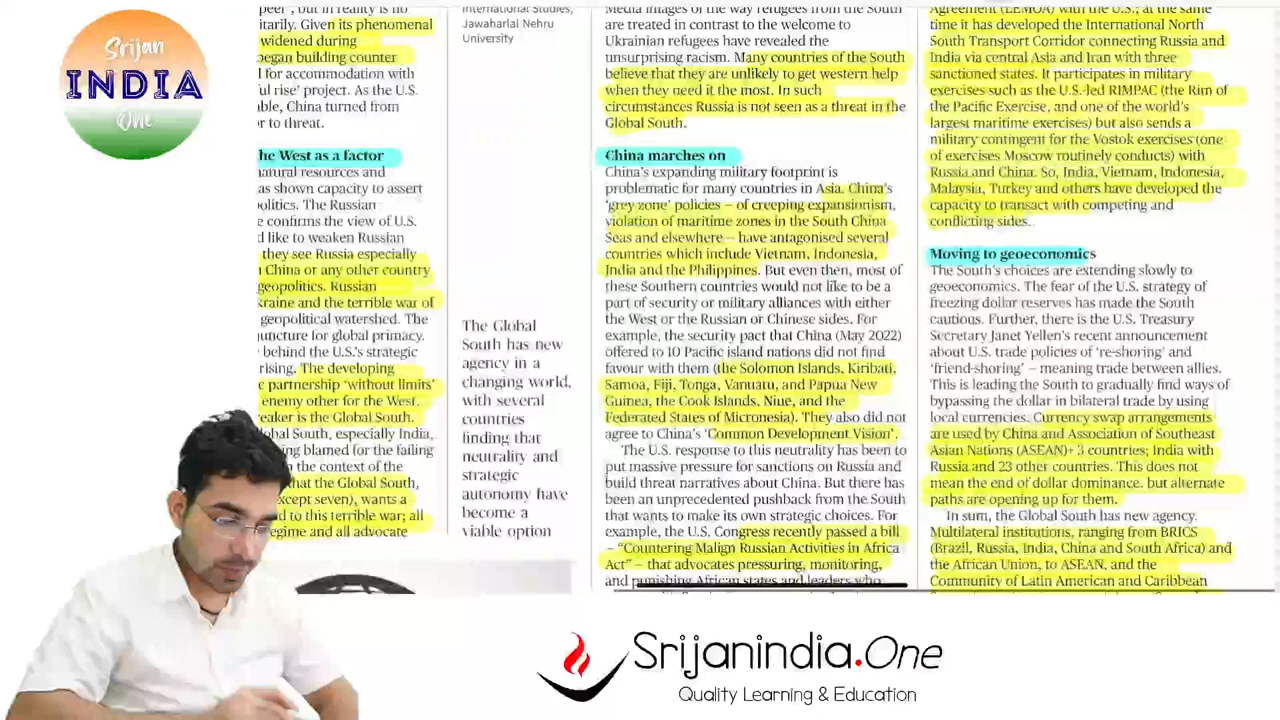 Srijan
INDIA
One
peer', but in reality is no
itarily. Given its phenomenal
widened during
began building counter
l for accommodation with
ful rise' project. As the U.S.
ble, China turned from
or to threat.
he West as a factor
natural resources and
as shown capacity to assert
olitics. The Russian
e confirms the view of U.S.
d like to weaken Russian
they see Russia especially
China or any other country
geopolitics. Russian
kraine and the terrible war of
geopolitical watershed. The
uncture for global primacy.
behind the U.S.'s strategic
rising. The developing
partnership 'without limits'
enemy other for the West.
eaker is the Global South.
obal South, especially India,
ing blamed for the failing
n the context of the
hat the Global South,
except seven), wants a
d to this terrible war; all
egime and all advocate
International Studies,
Jawaharlal Nehru
University
The Global
South has new
agency in a
changing world,
with several
countries
finding that
neutrality and
strategic
autonomy have
become a
viable option
Media images of the way refugees from the South
are treated in contrast to the welcome to
Ukrainian refugees have revealed the
unsurprising racism. Many countries of the South
believe that they are unlikely to get western help
when they need it the most. In such
circumstances Russia is not seen as a threat in the
Global South.
China marches on
China's expanding military footprint is
problematic for many countries in Asia. China's
'grey zone' policies – of creeping expansionism,
violation of maritime zones in the South China
Seas and elsewhere – have antagonised several
countries which include Vietnam, Indonesia,
India and the Philippines. But even then, most of
these Southern countries would not like to be a
part of security or military alliances with either
the West or the Russian or Chinese sides. For
example, the security pact that China (May 2022)
offered to 10 Pacific island nations did not find
favour with them (the Solomon Islands, Kiribati,
Samoa, Fiji, Tonga, Vanuatu, and Papua New
Guinea, the Cook Islands, Niue, and the
Federated States of Micronesia). They also did not
agree to China's 'Common Development Vision'.
The U.S. response to this neutrality has been to
put massive pressure for sanctions on Russia and
build threat narratives about China. But there has
been an unprecedented pushback from the South
that wants to make its own strategic choices. For
example, the U.S. Congress recently passed a bill
– "Countering Malign Russian Activities in Africa
Act" – that advocates pressuring, monitoring,
and punishing African states and leaders who
Agreement (LEMOA) with the U.S.; at the same
time it has developed the International North
South Transport Corridor connecting Russia and
India via central Asia and Iran with three
sanctioned states. It participates in military
exercises such as the U.S.-led RIMPAC (the Rim of
the Pacific Exercise, and one of the world's
largest maritime exercises) but also sends a
military contingent for the Vostok exercises (one
of exercises Moscow routinely conducts) with
Russia and China. So, India, Vietnam, Indonesia,
Malaysia, Turkey and others have developed the
capacity to transact with competing and
conflicting sides.
Moving to geoeconomics
The South's choices are extending slowly to
geoeconomics. The fear of the U.S. strategy of
freezing dollar reserves has made the South
cautious. Further, there is the U.S. Treasury
Secretary Janet Yellen's recent announcement
about U.S. trade policies of 're-shoring' and
'friend-shoring' – meaning trade between allies.
This is leading the South to gradually find ways of
bypassing the dollar in bilateral trade by using
local currencies. Currency swap arrangements
are used by China and Association of Southeast
Asian Nations (ASEAN)+ 3 countries; India with
Russia and 23 other countries. This does not
mean the end of dollar dominance, but alternate
paths are opening up for them.
In sum, the Global South has new agency.
Multilateral institutions, ranging from BRICS
(Brazil, Russia, India, China and South Africa) and
the African Union, to ASEAN, and the
Community of Latin American and Caribbean
Srijanindia.One
Quality Learning & Education